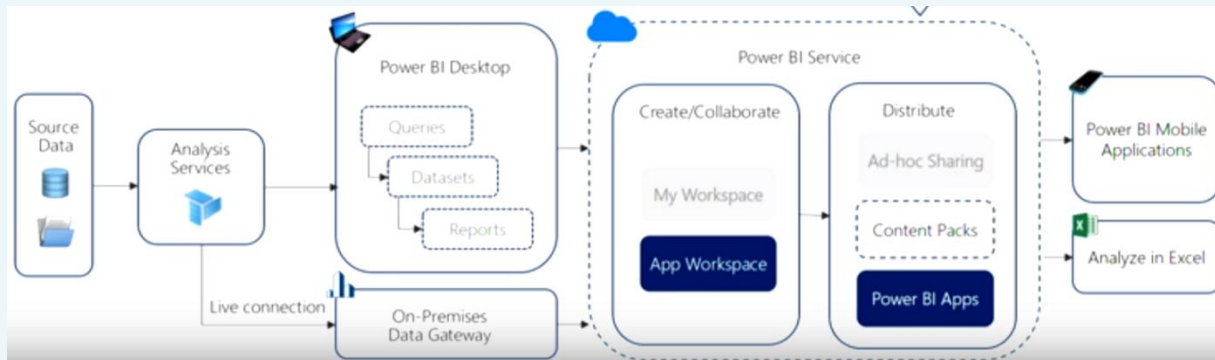 Source
Data
Analysis
Services
Live connection
Power BI Desktop
Queries
Datasets
Reports
On-Premises
Data Gateway
Power BI Service
Create/Collaborate
My Workspace
App Workspace
Distribute
Ad-hoc Sharing
Content Packs
Power BI Apps
Power BI Mobile
Applications
Analyze in Excel